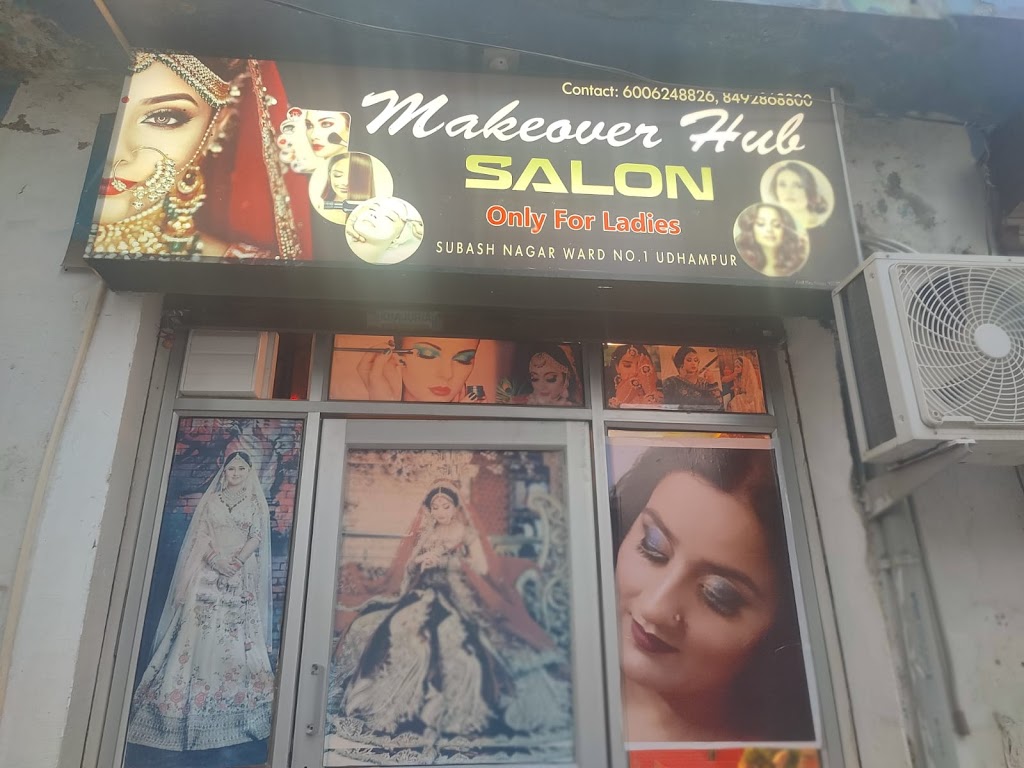 Contact: 6006248826, 8492868800
Makeover Hub
SALON
Only For Ladies
SUBASH NAGAR WARD NO.1 UDHAMPUR